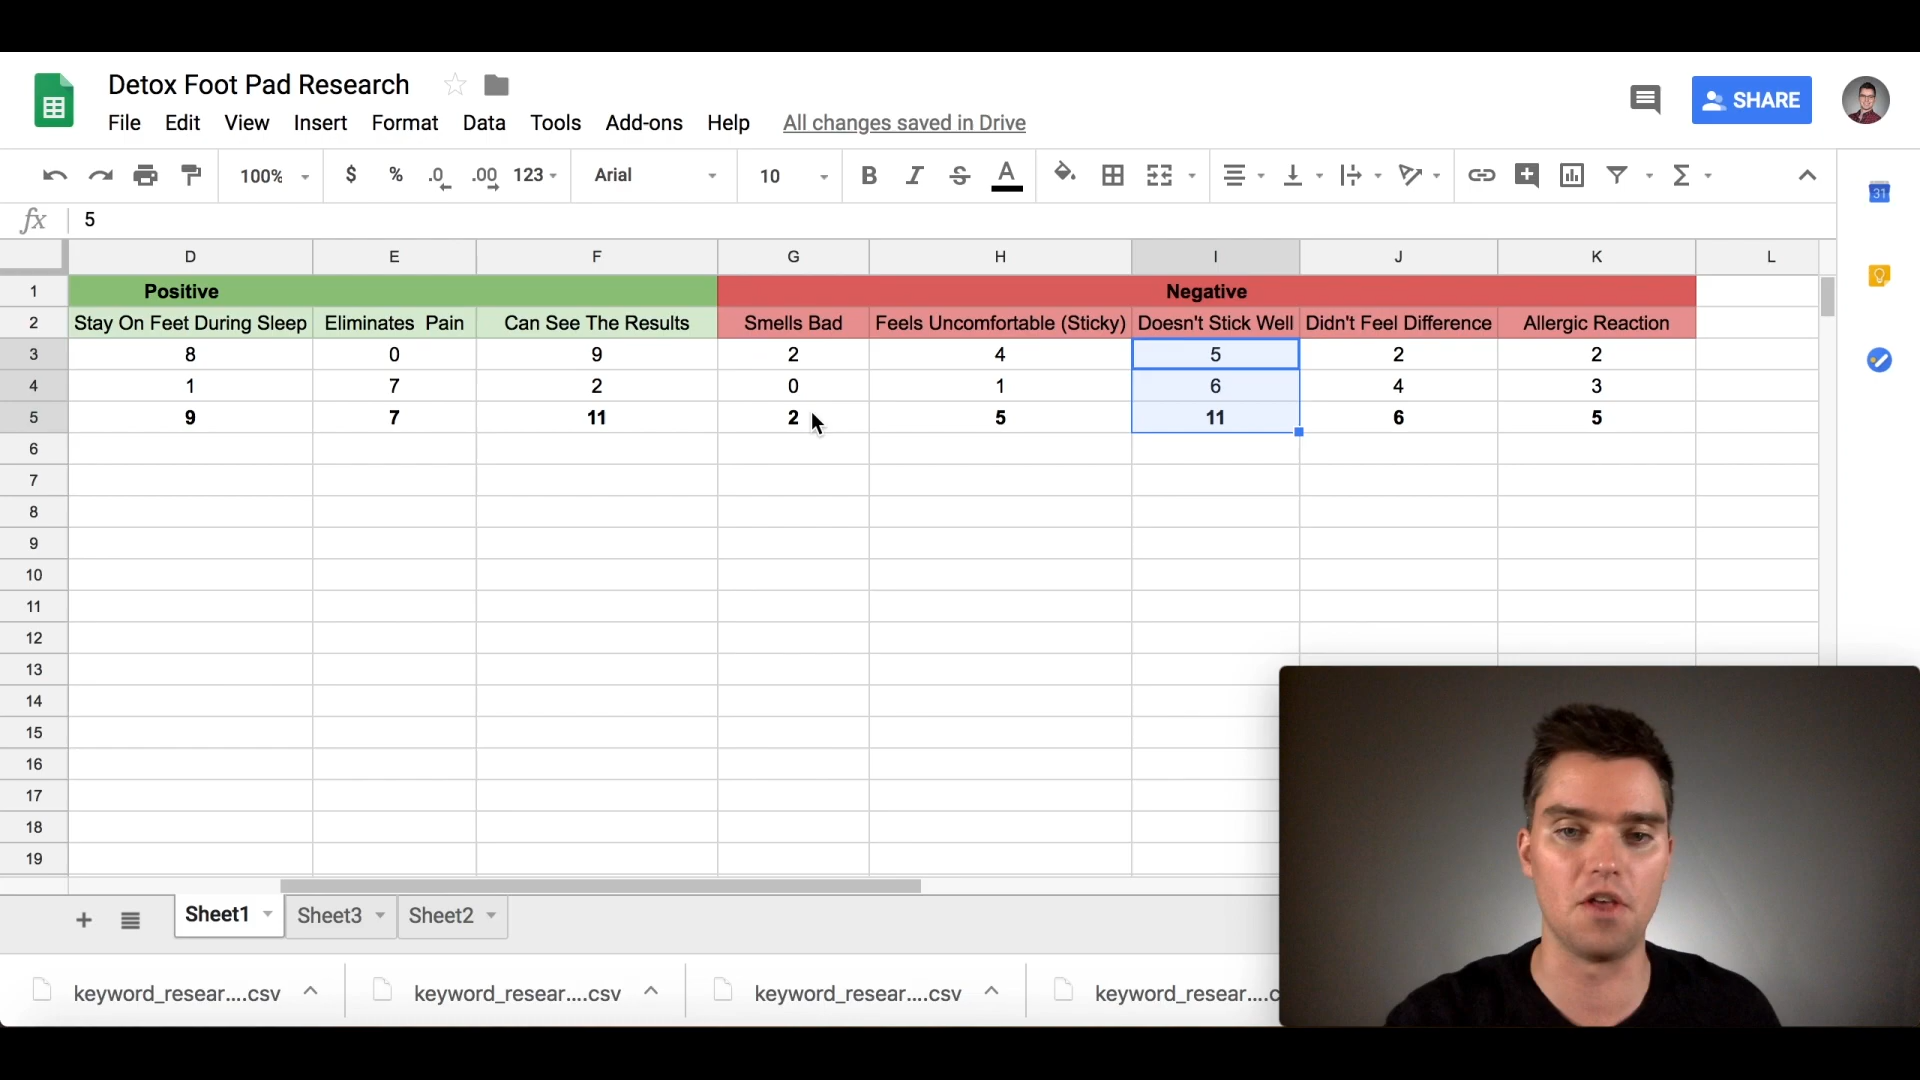 Detox Foot Pad Research
File Edit View Insert Format Data Tools Add-ons Help All changes saved in Drive
SHARE
100% $ % .0 .00 123 Arial 10 B I S A Σ
31
fx 5
D E F G H I J K L
1 Positive Negative
2 Stay On Feet During Sleep Eliminates Pain Can See The Results Smells Bad Feels Uncomfortable (Sticky) Doesn't Stick Well Didn't Feel Difference Allergic Reaction
3 8 0 9 2 4 5 2 2
4 1 7 2 0 1 6 4 3
5 9 7 11 2 5 11 6 5
6
7
8
9
10
11
12
13
14
15
16
17
18
19
+ Sheet1 Sheet3 Sheet2
keyword_resear....csv keyword_resear....csv keyword_resear....csv keyword_resear....c